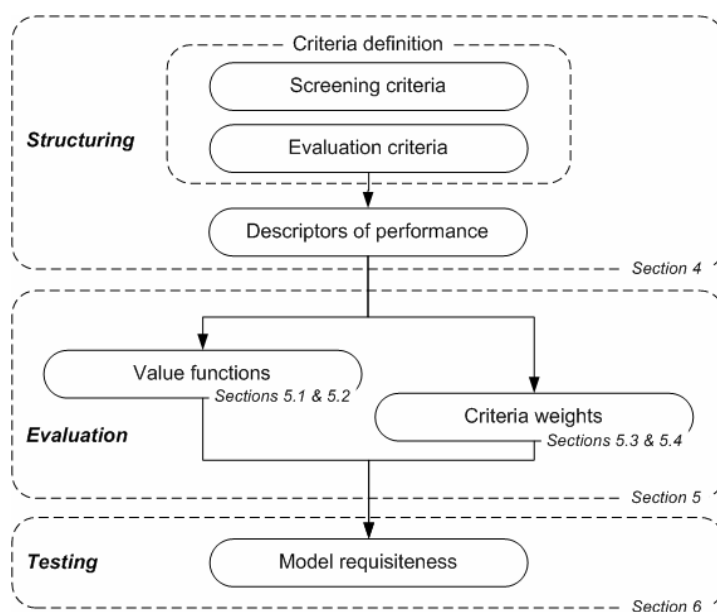 Criteria definition
Screening criteria
Structuring
Evaluation criteria
Descriptors of performance
Section 4
Value functions
Sections 5.1 & 5.2
Criteria weights
Evaluation
Sections 5.3 & 5.4
Section 5
Testing
Model requisiteness
Section 6